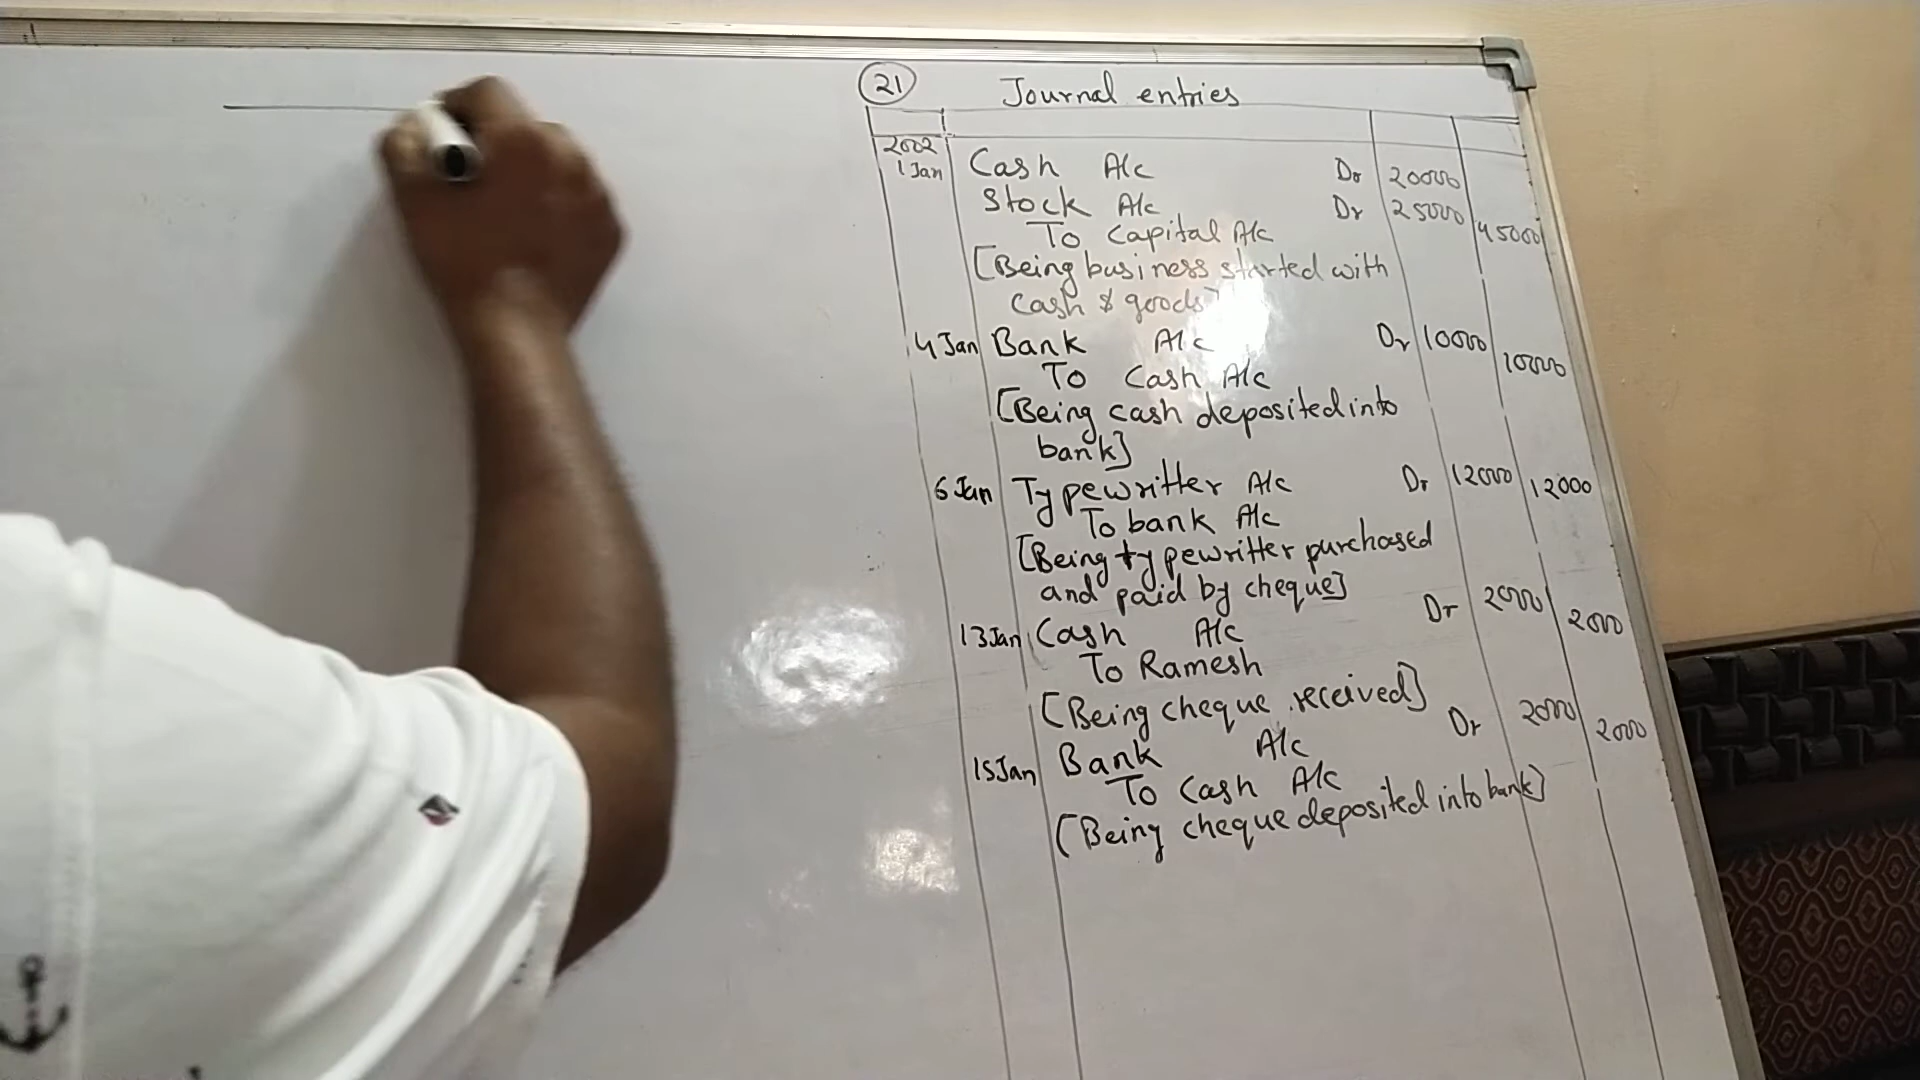 21 Journal entries
2002
1 Jan Cash A/c Dr 20000
Stock A/c Dr 25000
To Capital A/c 45000
[Being business started with
Cash & goods]
4 Jan Bank A/c Dr 10000
To Cash A/c 10000
[Being cash deposited into
bank]
6 Jan Typewritter A/c Dr 12000 12000
To bank A/c
[Being typewritter purchased
and paid by cheque]
13 Jan Cash A/c Dr 2000 2000
To Ramesh
[Being cheque received]
15 Jan Bank A/c Dr 2000 2000
To Cash A/c
[Being cheque deposited into bank]